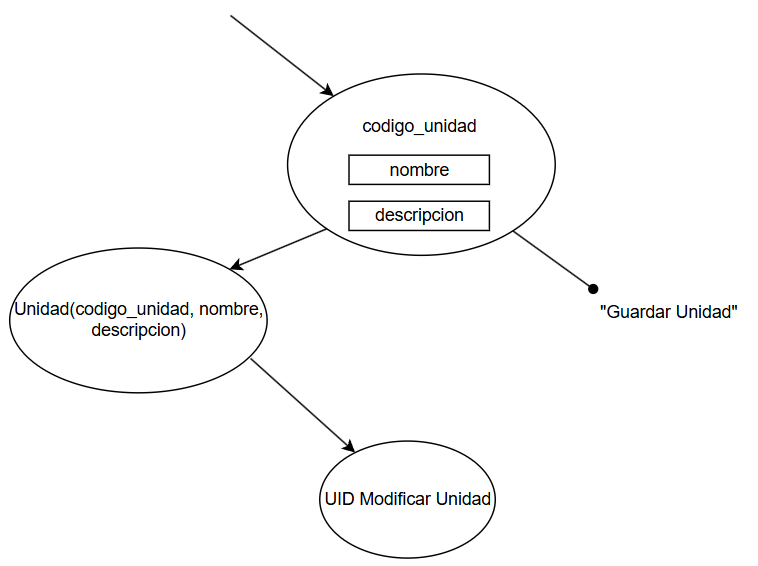 codigo_unidad
nombre
descripcion
Unidad(codigo_unidad, nombre,
descripcion)
"Guardar Unidad"
UID Modificar Unidad